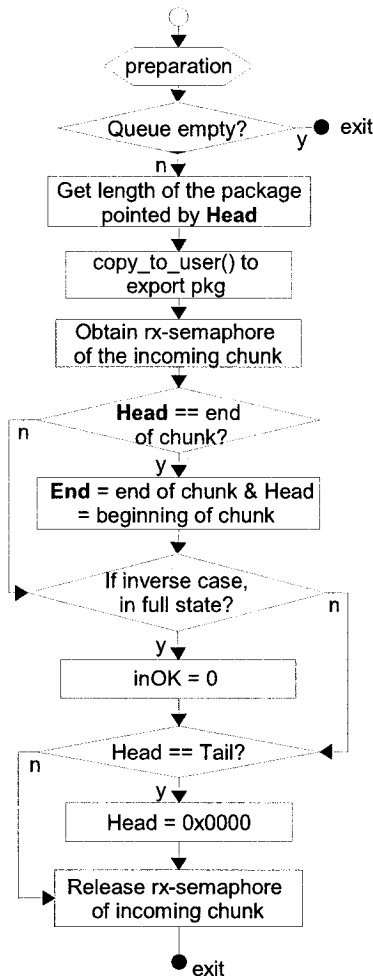 preparation
Queue empty?
y
exit
n
Get length of the package
pointed by Head
copy_to_user() to
export pkg
Obtain rx-semaphore
of the incoming chunk
Head == end
of chunk?
n
y
End = end of chunk & Head
= beginning of chunk
If inverse case,
in full state?
n
y
inOK = 0
Head == Tail?
n
y
Head = 0x0000
Release rx-semaphore
of incoming chunk
exit